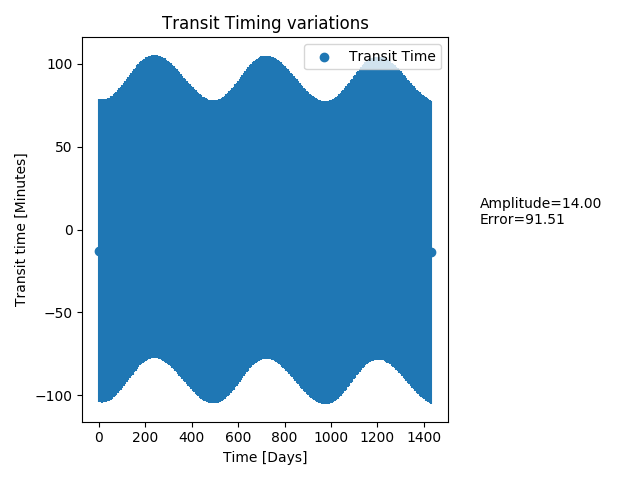 Transit Timing variations
Transit Time
100
50
0
−50
−100
Transit time [Minutes]
0 200 400 600 800 1000 1200 1400
Time [Days]
Amplitude=14.00
Error=91.51